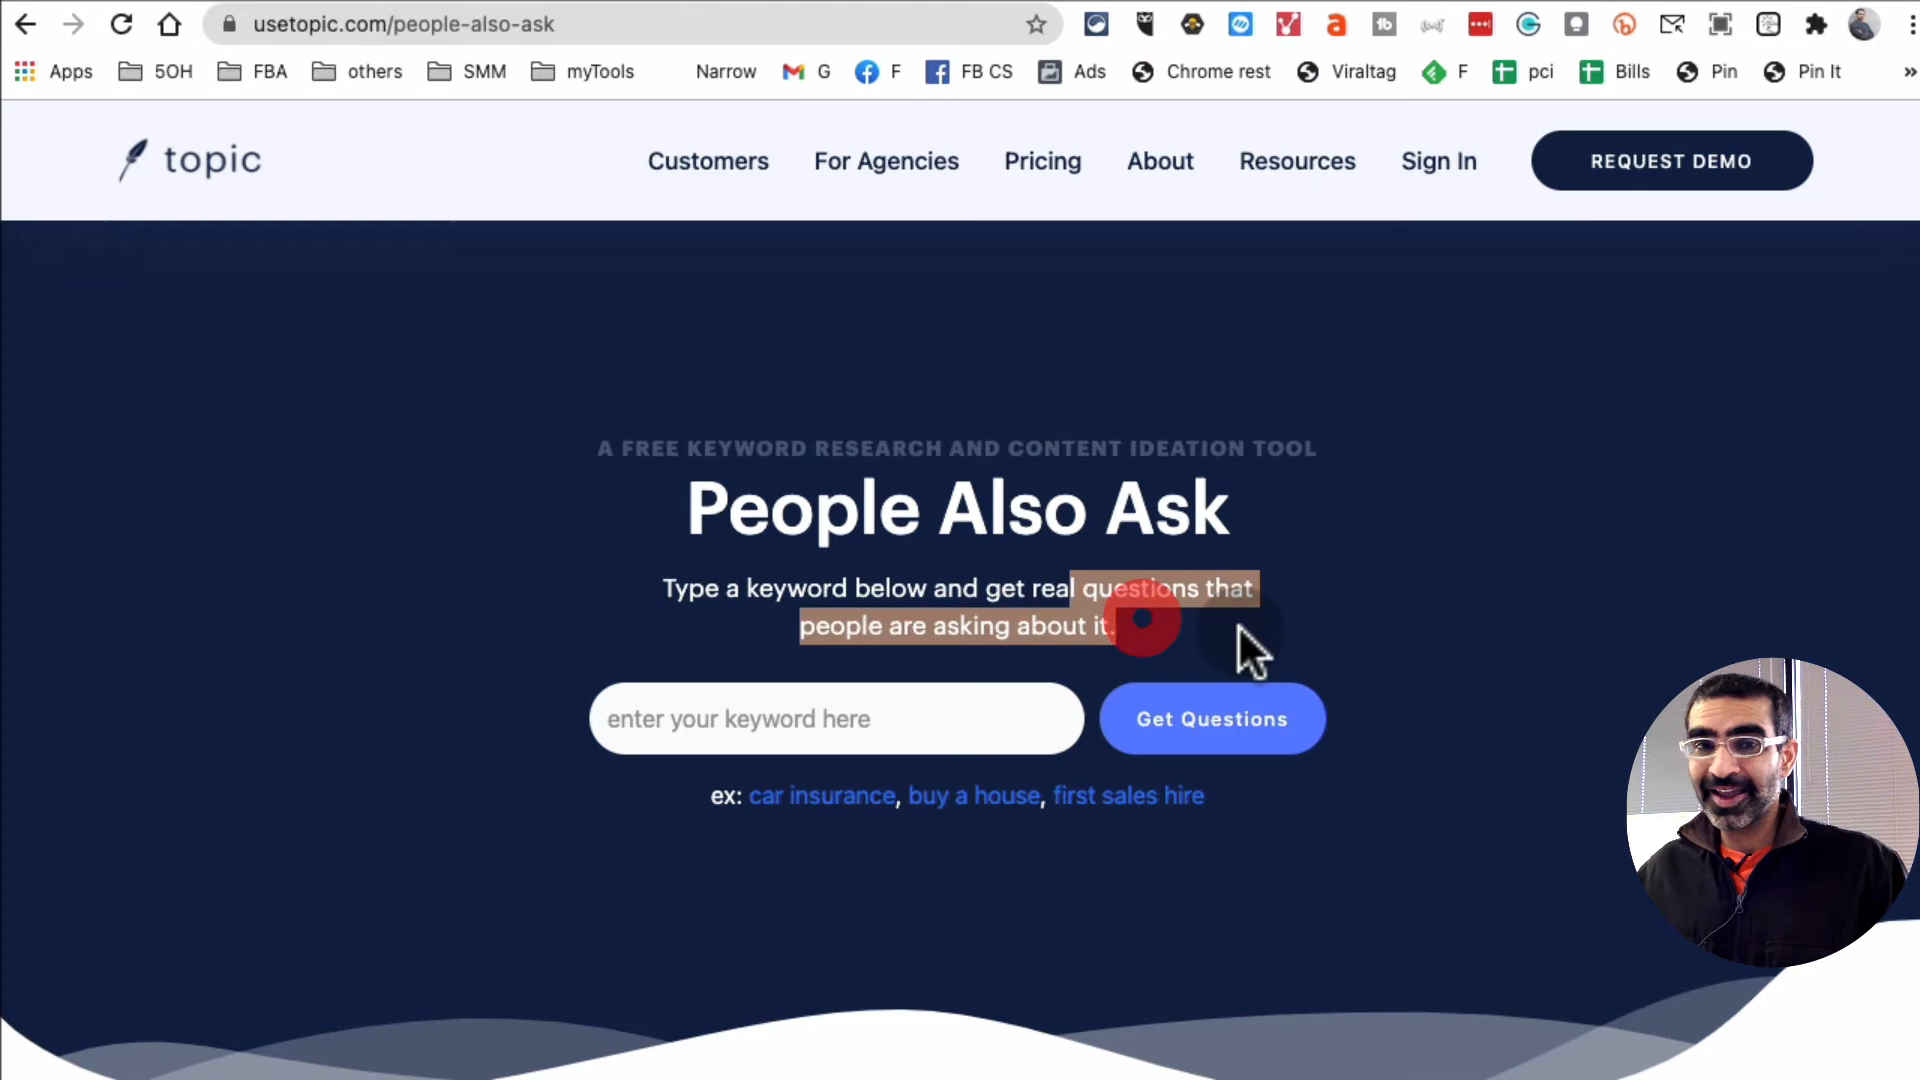 usetopic.com/people-also-ask
Apps 5OH FBA others SMM myTools Narrow G F FB CS Ads Chrome rest Viraltag F pci Bills Pin Pin It »
topic Customers For Agencies Pricing About Resources Sign In REQUEST DEMO
A FREE KEYWORD RESEARCH AND CONTENT IDEATION TOOL
People Also Ask
Type a keyword below and get real questions that
people are asking about it.
enter your keyword here Get Questions
ex: car insurance, buy a house, first sales hire